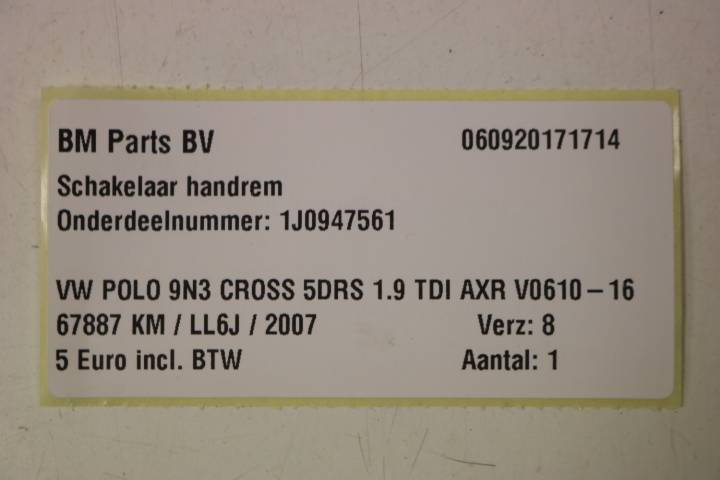 BM Parts BV 060920171714
Schakelaar handrem
Onderdeelnummer: 1J0947561
VW POLO 9N3 CROSS 5DRS 1.9 TDI AXR V0610-16
67887 KM / LL6J / 2007 Verz: 8
5 Euro incl. BTW Aantal: 1